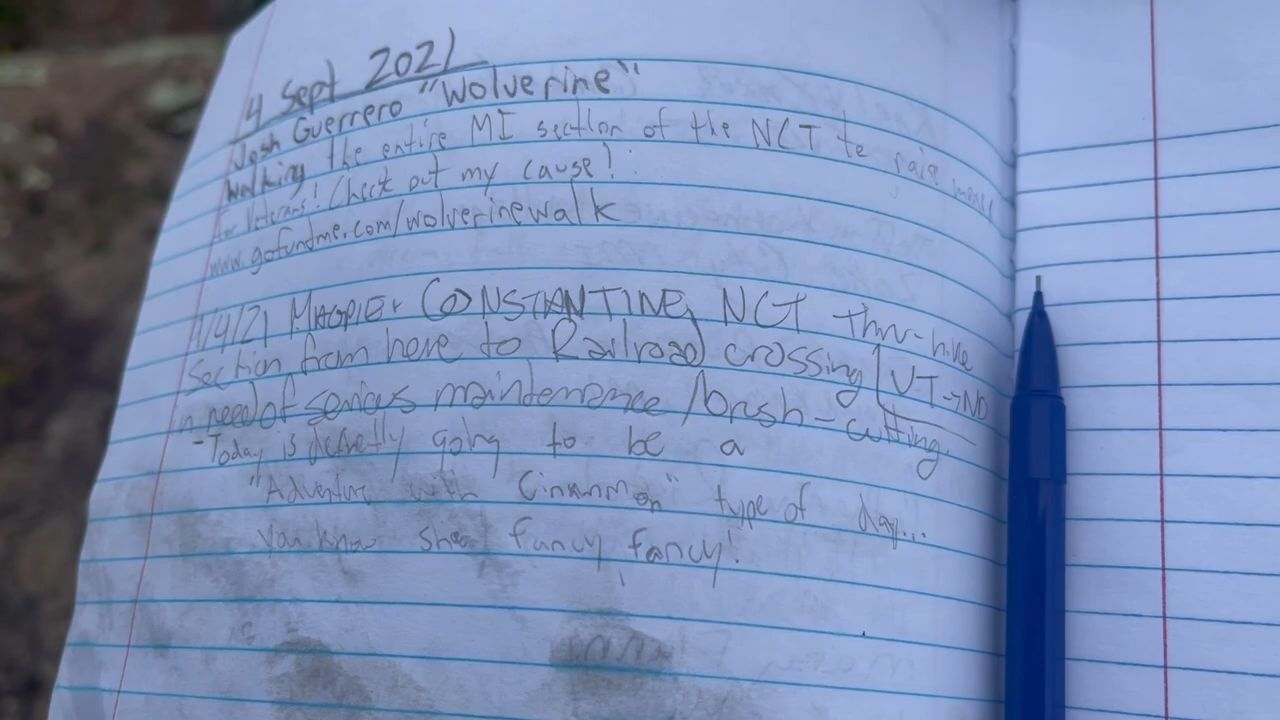 4 Sept 2021
Josh Guerrero "Wolverine"
Walking the entire MI section of the NCT to raise money
for Veterans! Check out my cause!
www.gofundme.com/wolverinewalk
9/4/21 MAGPIE + CONSTANTINE, NCT thru-hike
section from here to Railroad crossing VT→ND
in need of serious maintenance / brush-cutting.
-Today is definetly going to be a
"Adventure with Cinnamon" type of day...
You know she fancy fancy!